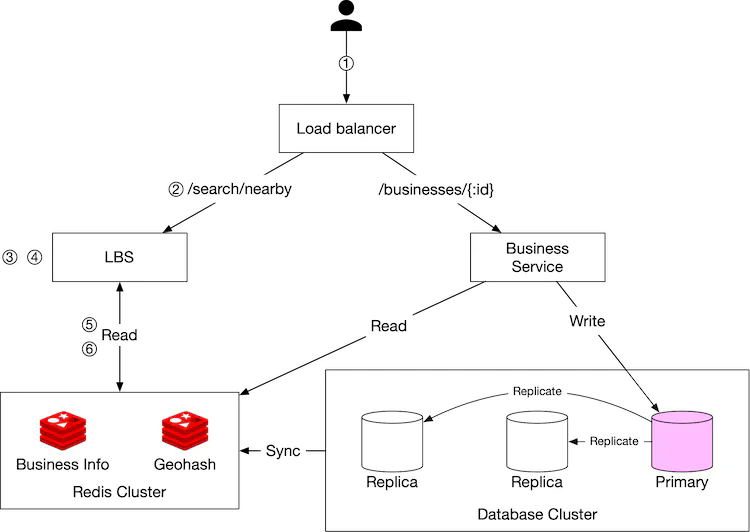 ①
Load balancer
② /search/nearby
/businesses/{:id}
③ ④
LBS
Business
Service
⑤
⑥
Read
Read
Write
Replicate
Replicate
Business Info
Geohash
Redis Cluster
Sync
Replica
Replica
Primary
Database Cluster